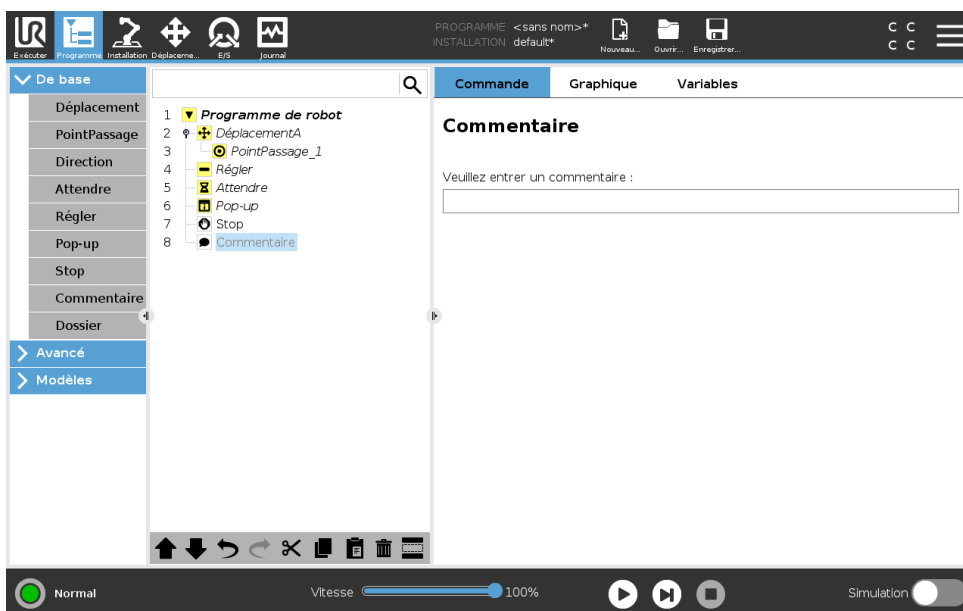 UR
Exécuter
Programme
Installation
Déplaceme...
E/S
Journal
PROGRAMME <sans nom>*
INSTALLATION default*
Nouveau...
Ouvrir...
Enregistrer...
C C
C C
De base
Déplacement
PointPassage
Direction
Attendre
Régler
Pop-up
Stop
Commentaire
Dossier
Avancé
Modèles
1 Programme de robot
2 DéplacementA
3 PointPassage_1
4 Régler
5 Attendre
6 Pop-up
7 Stop
8 Commentaire
Commande Graphique Variables
Commentaire
Veuillez entrer un commentaire :
Normal
Vitesse 100%
Simulation